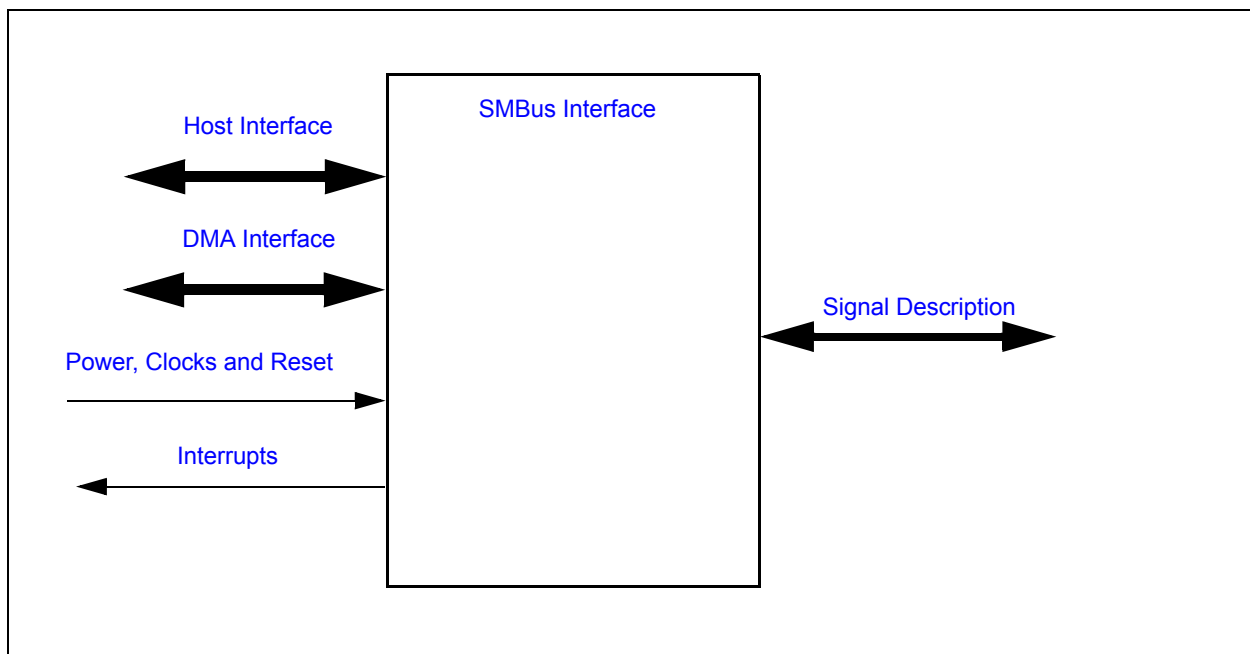 SMBus Interface
Host Interface
DMA Interface
Signal Description
Power, Clocks and Reset
Interrupts